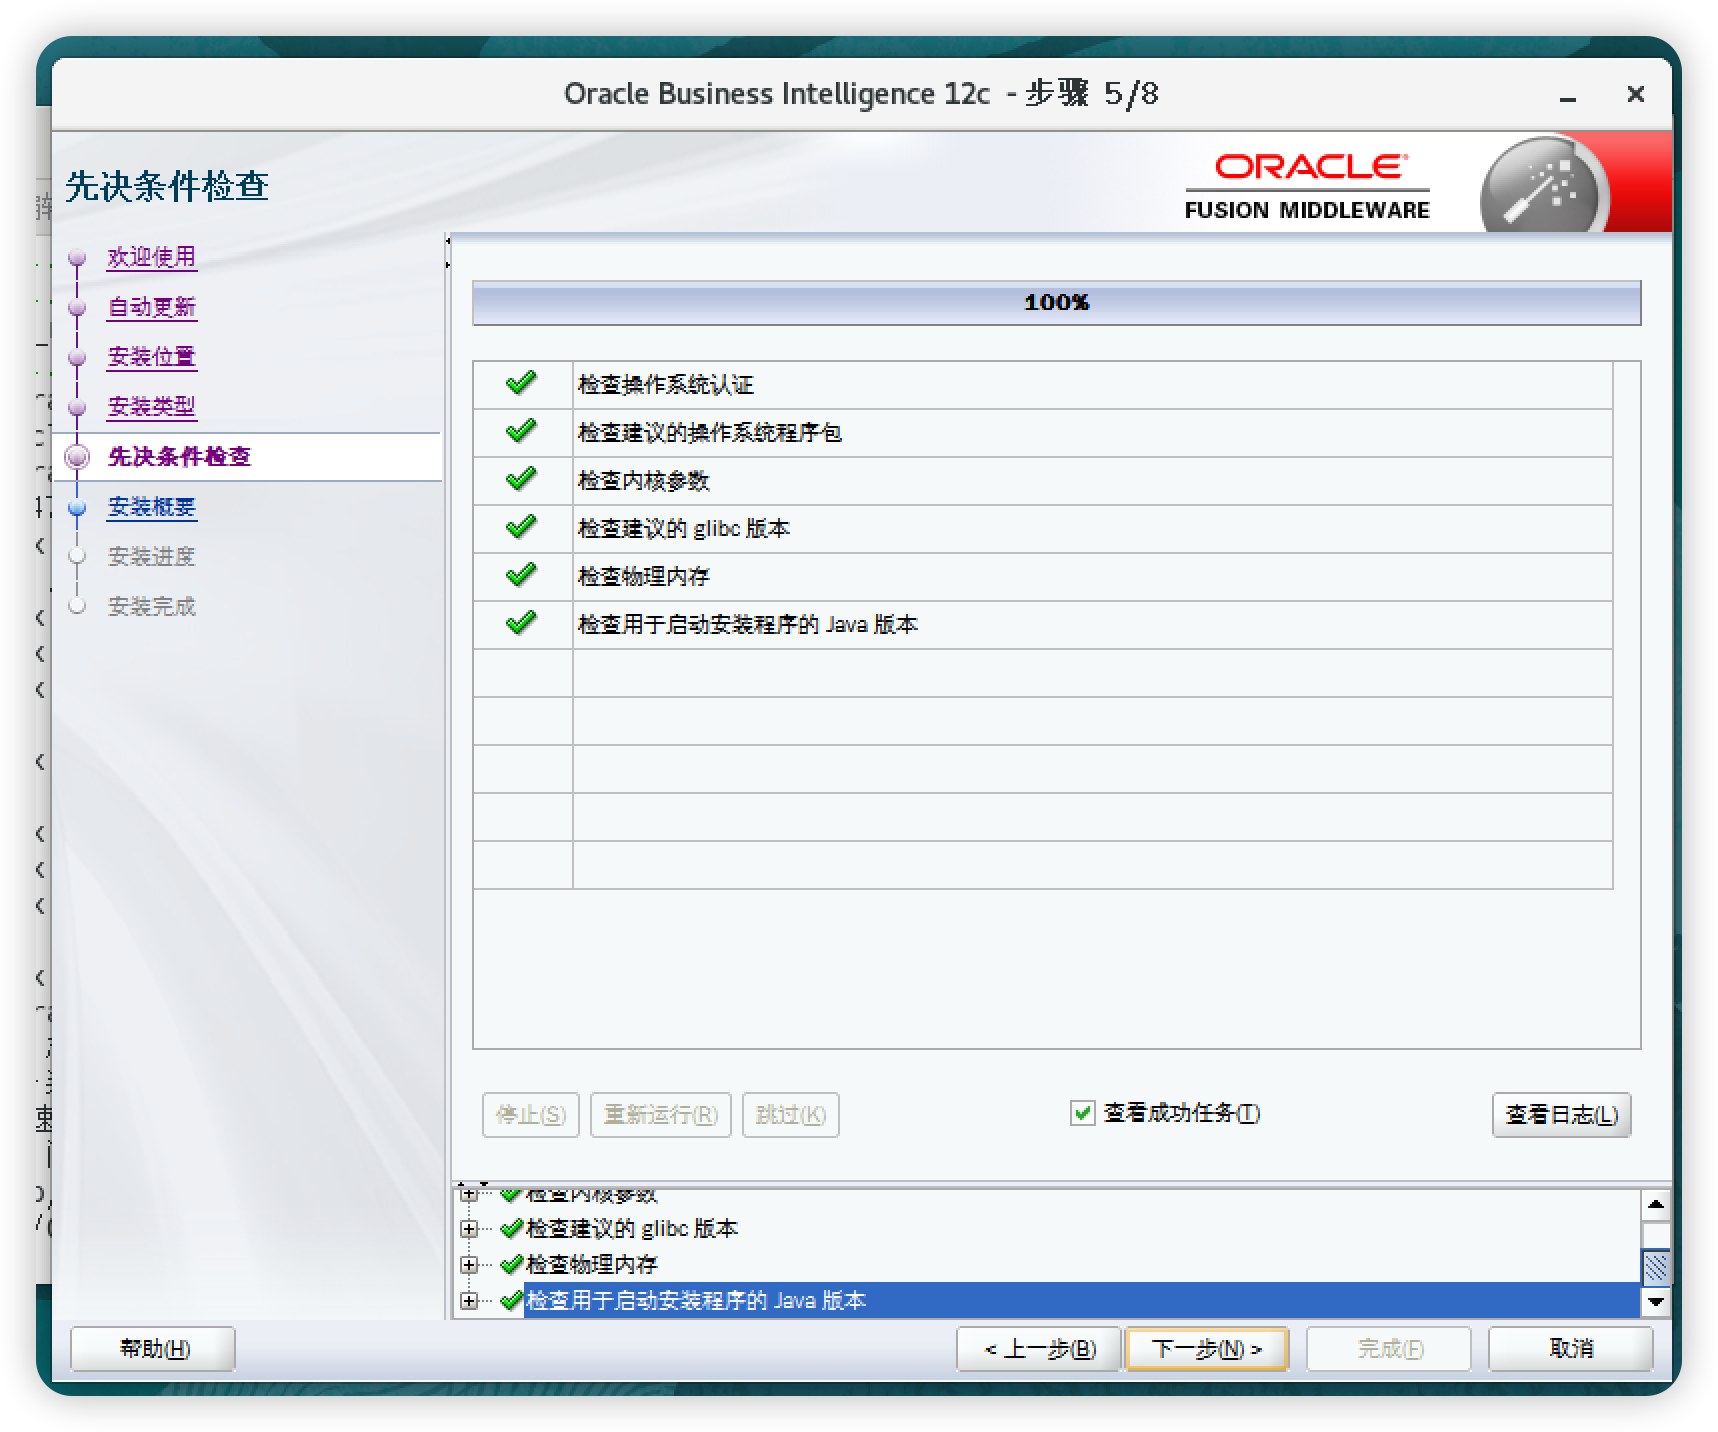 Oracle Business Intelligence 12c - 步骤 5/8
先决条件检查
ORACLE
FUSION MIDDLEWARE
欢迎使用
自动更新
安装位置
安装类型
先决条件检查
安装概要
安装进度
安装完成
100%
检查操作系统认证
检查建议的操作系统程序包
检查内核参数
检查建议的 glibc 版本
检查物理内存
检查用于启动安装程序的 Java 版本
停止(S) 重新运行(R) 跳过(K) 查看成功任务(T) 查看日志(L)
检查内核参数
检查建议的 glibc 版本
检查物理内存
检查用于启动安装程序的 Java 版本
帮助(H) < 上一步(B) 下一步(N) > 完成(F) 取消